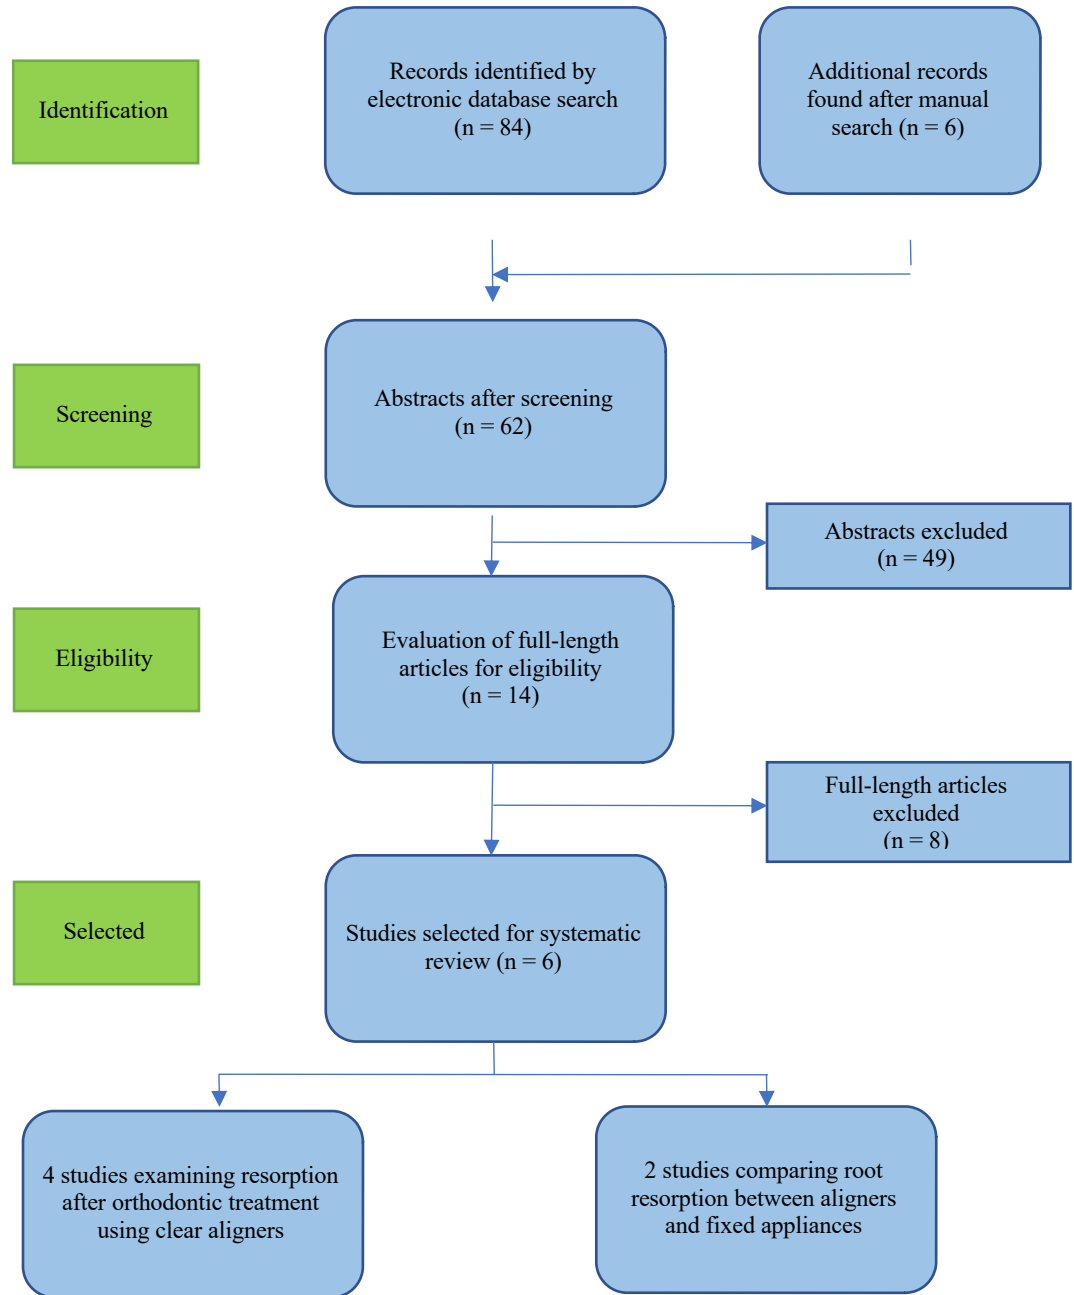 Identification
Records identified by
electronic database search
(n = 84)
Additional records
found after manual
search (n = 6)
Screening
Abstracts after screening
(n = 62)
Abstracts excluded
(n = 49)
Eligibility
Evaluation of full-length
articles for eligibility
(n = 14)
Full-length articles
excluded
(n = 8)
Selected
Studies selected for systematic
review (n = 6)
4 studies examining resorption
after orthodontic treatment
using clear aligners
2 studies comparing root
resorption between aligners
and fixed appliances